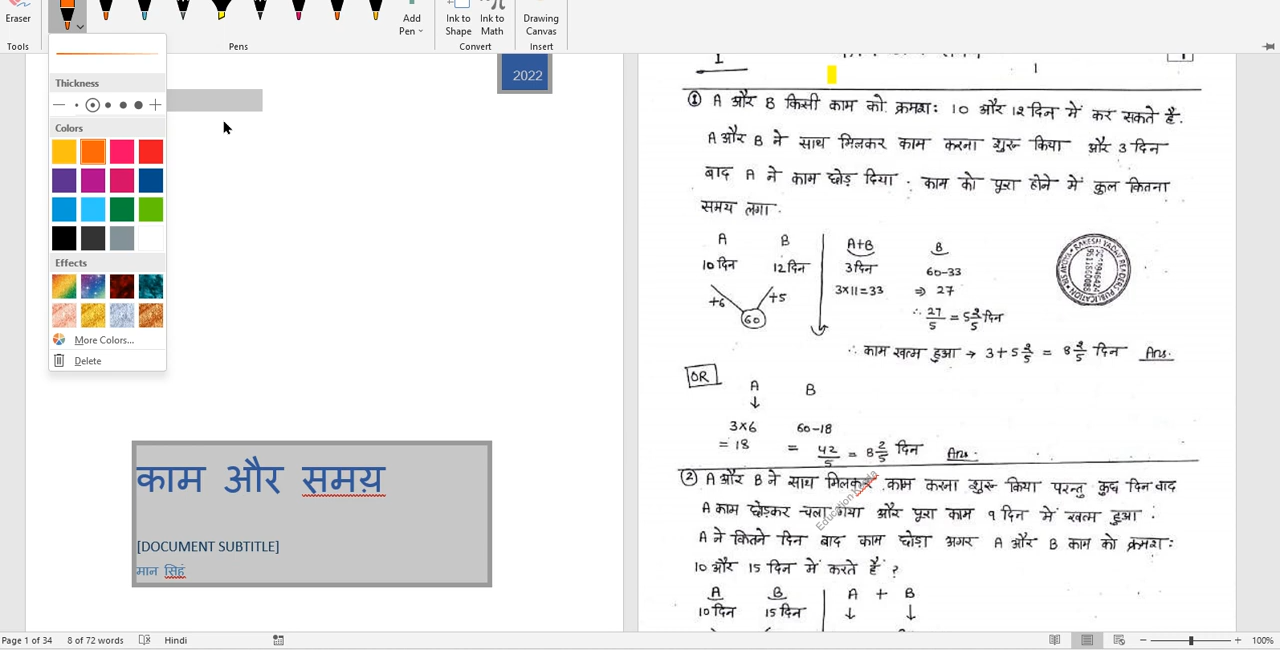 Eraser
Add
Pen
Ink to
Shape
Ink to
Math
Drawing
Canvas
Tools
Pens
Convert
Insert
Thickness
Colors
Effects
More Colors...
Delete
2022
काम और समय़
[DOCUMENT SUBTITLE]
मान सिहं
① A और B किसी काम को क्रमशः 10 और 12 दिन में कर सकते हैं.
A और B ने साथ मिलकर काम करना शुरू किया और 3 दिन
बाद A ने काम छोड़ दिया. काम को पूरा होने में कुल कितना
समय लगा.
A B A+B B
10 दिन 12 दिन 3 दिन 60-33
3×11=33 ⇒ 27
+6 +5
60
∴ 27/5 = 5 2/5 दिन
∴ काम खत्म हुआ → 3 + 5 2/5 = 8 2/5 दिन Ans.
OR
A B
↓
3×6 60-18
= 18 = 42/5 = 8 2/5 दिन Ans.
② A और B ने साथ मिलकर काम करना शुरू किया परन्तु कुछ दिन बाद
A काम छोड़कर चला गया और पूरा काम 9 दिन में खत्म हुआ.
A ने कितने दिन बाद काम छोड़ा अगर A और B काम को क्रमशः
10 और 15 दिन में करते हैं ?
A B A + B
10 दिन 15 दिन ↓ ↓
Page 1 of 34 8 of 72 words Hindi 100%